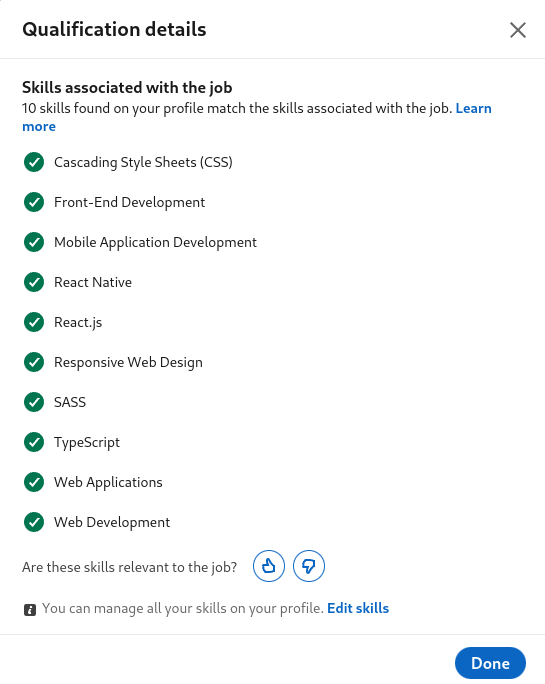 Qualification details
Skills associated with the job
10 skills found on your profile match the skills associated with the job. Learn
more
Cascading Style Sheets (CSS)
Front-End Development
Mobile Application Development
React Native
React.js
Responsive Web Design
SASS
TypeScript
Web Applications
Web Development
Are these skills relevant to the job?
You can manage all your skills on your profile. Edit skills
Done